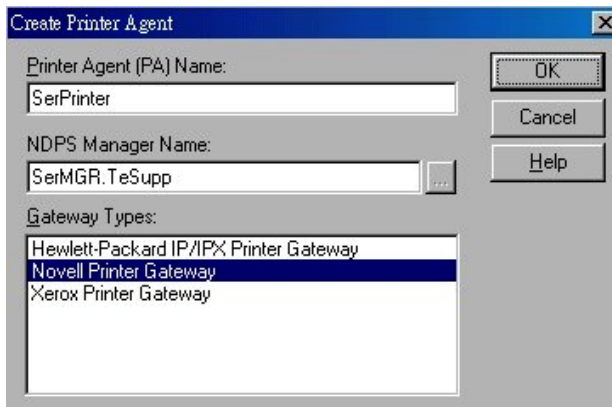 Create Printer Agent
Printer Agent (PA) Name:
SerPrinter
OK
Cancel
NDPS Manager Name:
SerMGR.TeSupp
...
Help
Gateway Types:
Hewlett-Packard IP/IPX Printer Gateway
Novell Printer Gateway
Xerox Printer Gateway